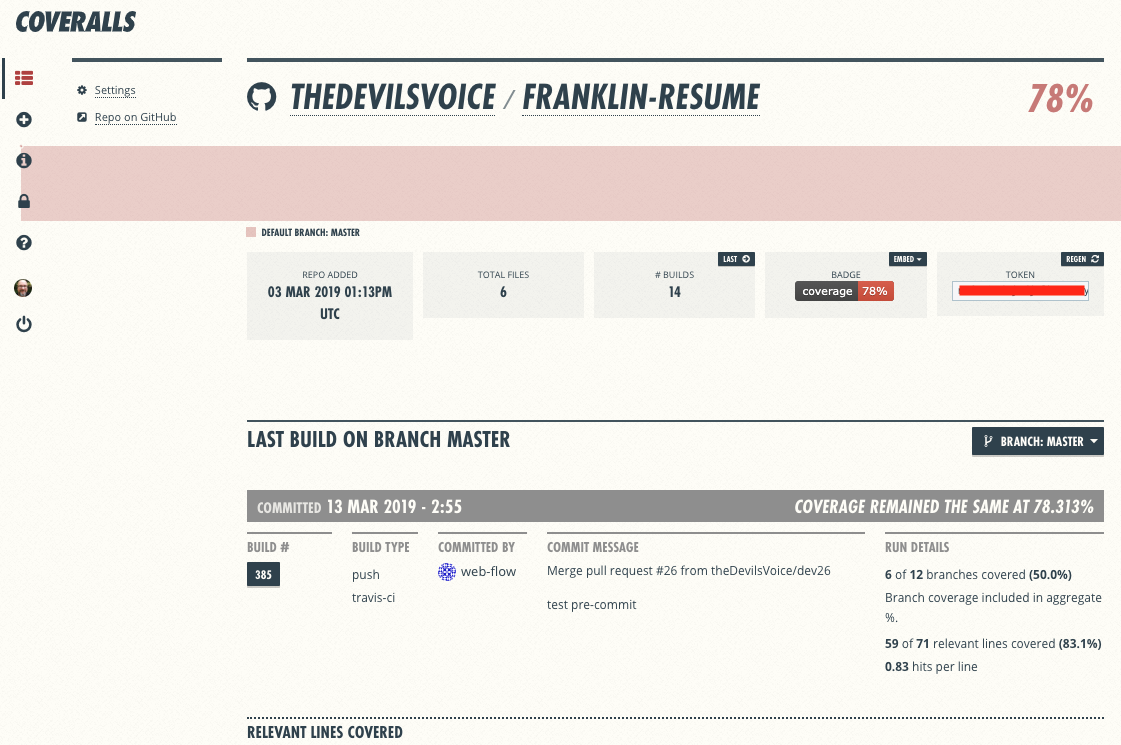 COVERALLS
Settings
Repo on GitHub
THEDEVILSVOICE / FRANKLIN-RESUME
78%
DEFAULT BRANCH: MASTER
REPO ADDED
03 MAR 2019 01:13PM
UTC
TOTAL FILES
6
LAST
# BUILDS
14
EMBED
BADGE
coverage 78%
REGEN
TOKEN
LAST BUILD ON BRANCH MASTER
BRANCH: MASTER
COMMITTED 13 MAR 2019 - 2:55
COVERAGE REMAINED THE SAME AT 78.313%
BUILD #
385
BUILD TYPE
push
travis-ci
COMMITTED BY
web-flow
COMMIT MESSAGE
Merge pull request #26 from theDevilsVoice/dev26
test pre-commit
RUN DETAILS
6 of 12 branches covered (50.0%)
Branch coverage included in aggregate
%.
59 of 71 relevant lines covered (83.1%)
0.83 hits per line
RELEVANT LINES COVERED